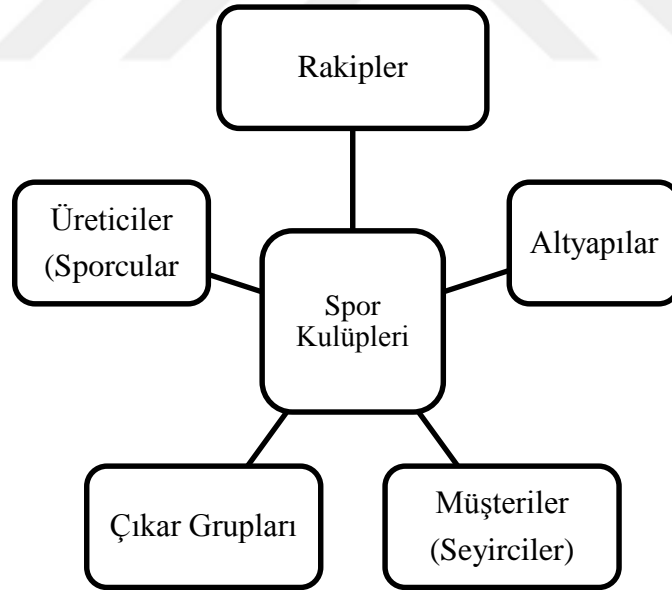 Rakipler
Üreticiler
(Sporcular
Altyapılar
Spor
Kulüpleri
Çıkar Grupları
Müşteriler
(Seyirciler)